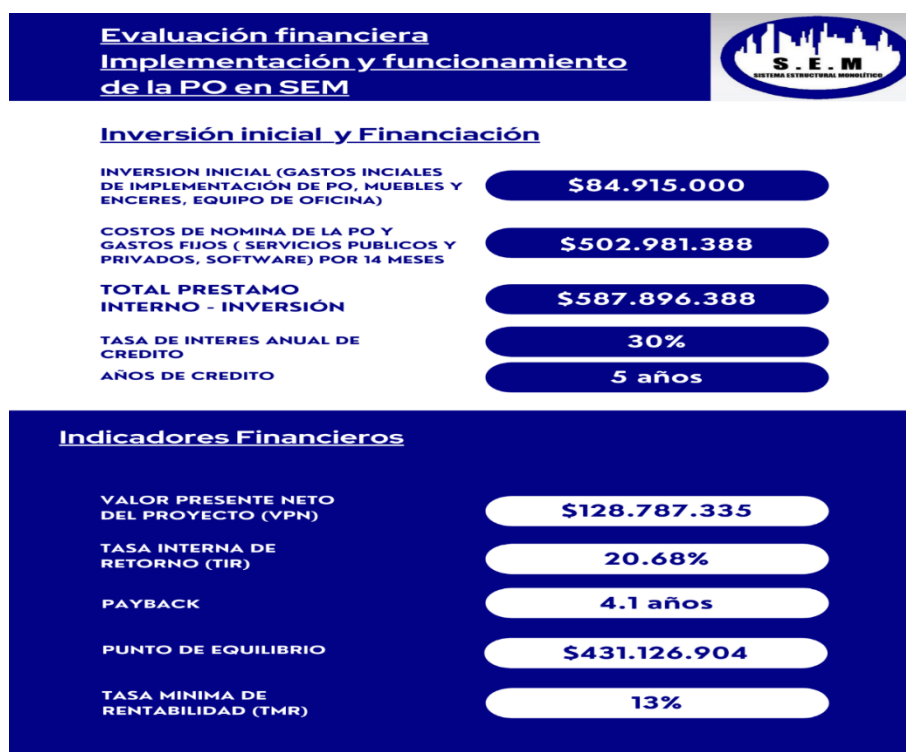 Evaluación financiera
Implementación y funcionamiento
de la PO en SEM
S.E.M
SISTEMA ESTRUCTURAL MONOLÍTICO
Inversión inicial y Financiación
INVERSION INICIAL (GASTOS INCIALES
DE IMPLEMENTACIÓN DE PO, MUEBLES Y
ENCERES, EQUIPO DE OFICINA)
$84.915.000
COSTOS DE NOMINA DE LA PO Y
GASTOS FIJOS ( SERVICIOS PUBLICOS Y
PRIVADOS, SOFTWARE) POR 14 MESES
$502.981.388
TOTAL PRESTAMO
INTERNO - INVERSIÓN
$587.896.388
TASA DE INTERES ANUAL DE
CREDITO
30%
AÑOS DE CREDITO
5 años
Indicadores Financieros
VALOR PRESENTE NETO
DEL PROYECTO (VPN)
$128.787.335
TASA INTERNA DE
RETORNO (TIR)
20.68%
PAYBACK
4.1 años
PUNTO DE EQUILIBRIO
$431.126.904
TASA MINIMA DE
RENTABILIDAD (TMR)
13%